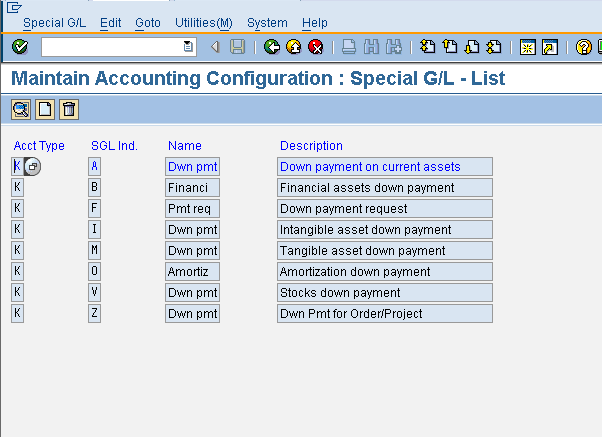 Special G/L Edit Goto Utilities(M) System Help
Maintain Accounting Configuration : Special G/L - List
Acct Type SGL Ind. Name Description
K A Dwn pmt Down payment on current assets
K B Financi Financial assets down payment
K F Pmt req Down payment request
K I Dwn pmt Intangible asset down payment
K M Dwn pmt Tangible asset down payment
K O Amortiz Amortization down payment
K V Dwn pmt Stocks down payment
K Z Dwn pmt Dwn Pmt for Order/Project